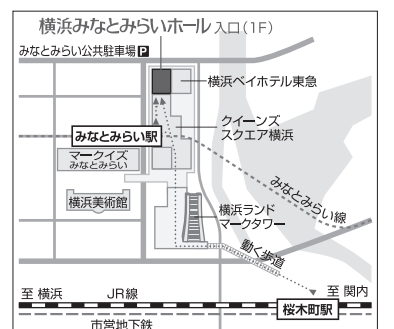 横浜みなとみらいホール 入口(1F)
みなとみらい公共駐車場 P
横浜ベイホテル東急
クイーンズ
スクエア横浜
みなとみらい駅
マークイズ
みなとみらい
みなとみらい線
横浜美術館
横浜ランド
マークタワー
動く歩道
至 横浜
JR線
至 関内
桜木町駅
市営地下鉄